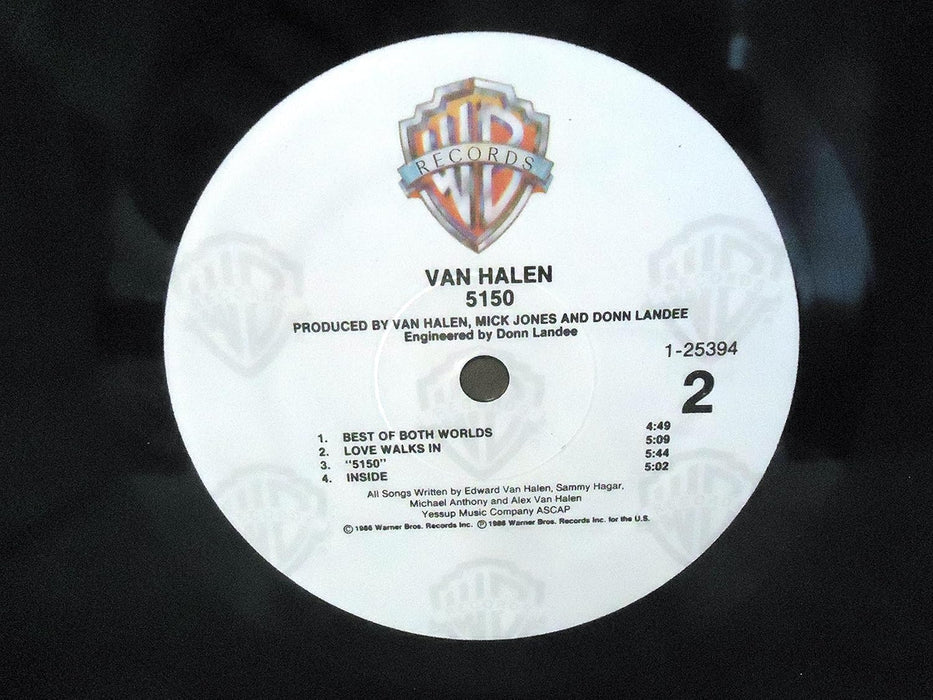 RECORDS
VAN HALEN
5150
PRODUCED BY VAN HALEN, MICK JONES AND DONN LANDEE
Engineered by Donn Landee
1-25394
2
1. BEST OF BOTH WORLDS 4:49
2. LOVE WALKS IN 5:09
3. "5150" 5:44
4. INSIDE 5:02
All Songs Written by Edward Van Halen, Sammy Hagar,
Michael Anthony and Alex Van Halen
Yessup Music Company ASCAP
© 1986 Warner Bros. Records Inc. ℗ 1986 Warner Bros. Records Inc. for the U.S.